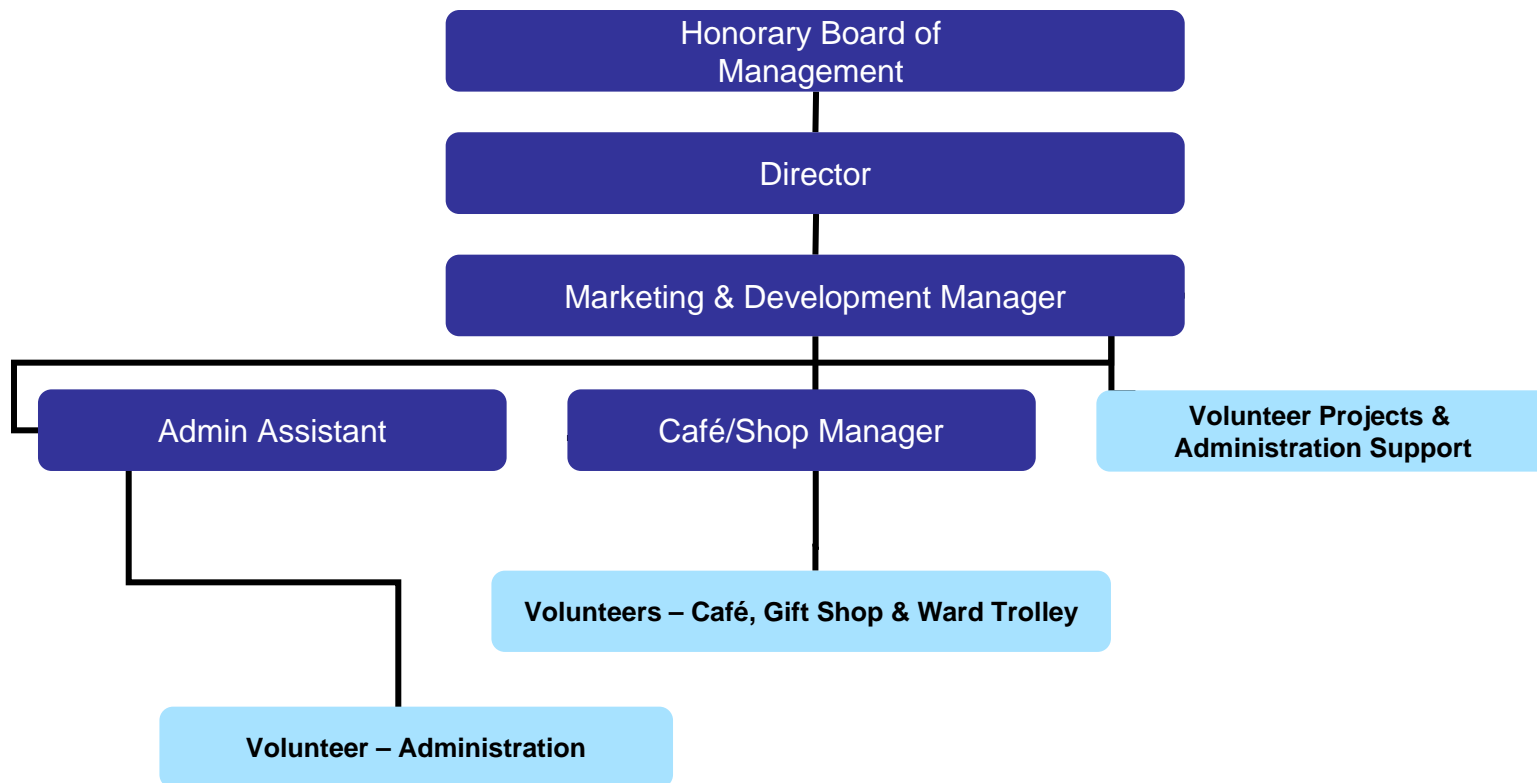 Honorary Board of
Management
Director
Marketing & Development Manager
Admin Assistant
Café/Shop Manager
Volunteer Projects &
Administration Support
Volunteers – Café, Gift Shop & Ward Trolley
Volunteer – Administration